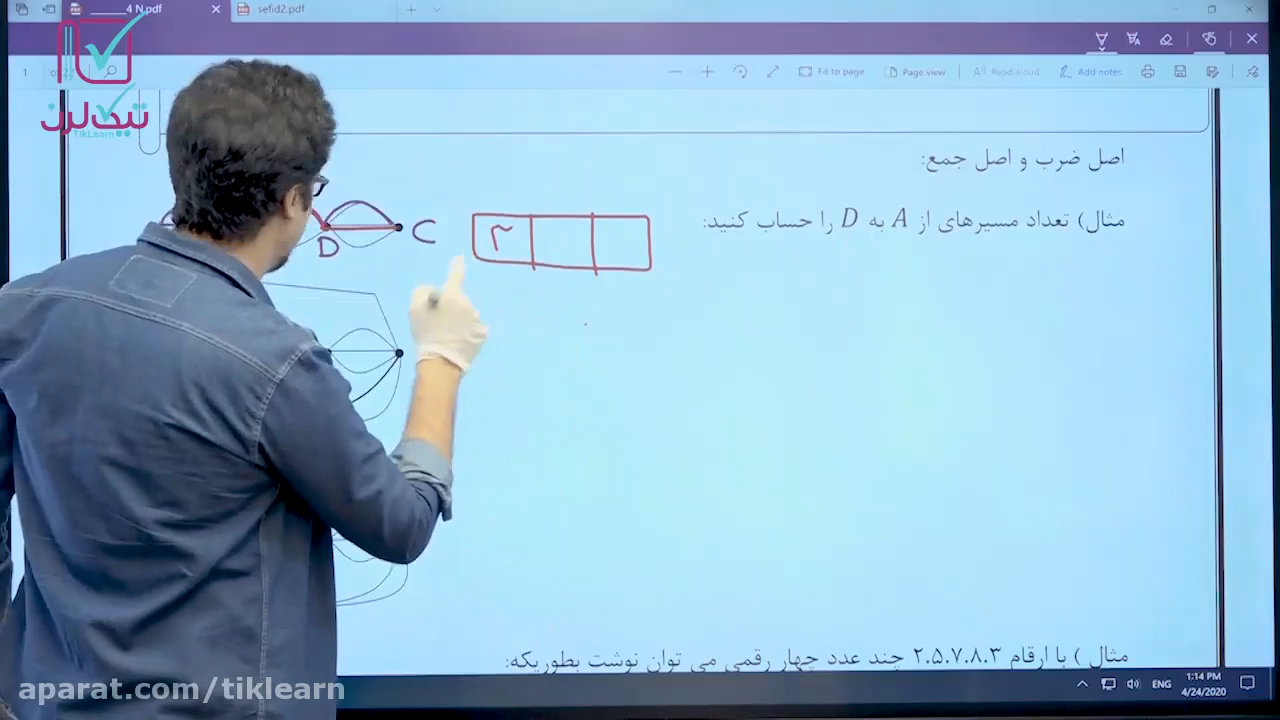 4 N.pdf
sefid2.pdf
1
Fit to page
Page view
Read aloud
Add notes
تیک‌لرن
TikLearn
اصل ضرب و اصل جمع:
مثال) تعداد مسیرهای از A به D را حساب کنید:
D
C
مثال ) با ارقام ۲.۵.۷.۸.۳ چند عدد چهار رقمی می توان نوشت بطوریکه:
aparat.com/tiklearn
ENG
1:14 PM
4/24/2020